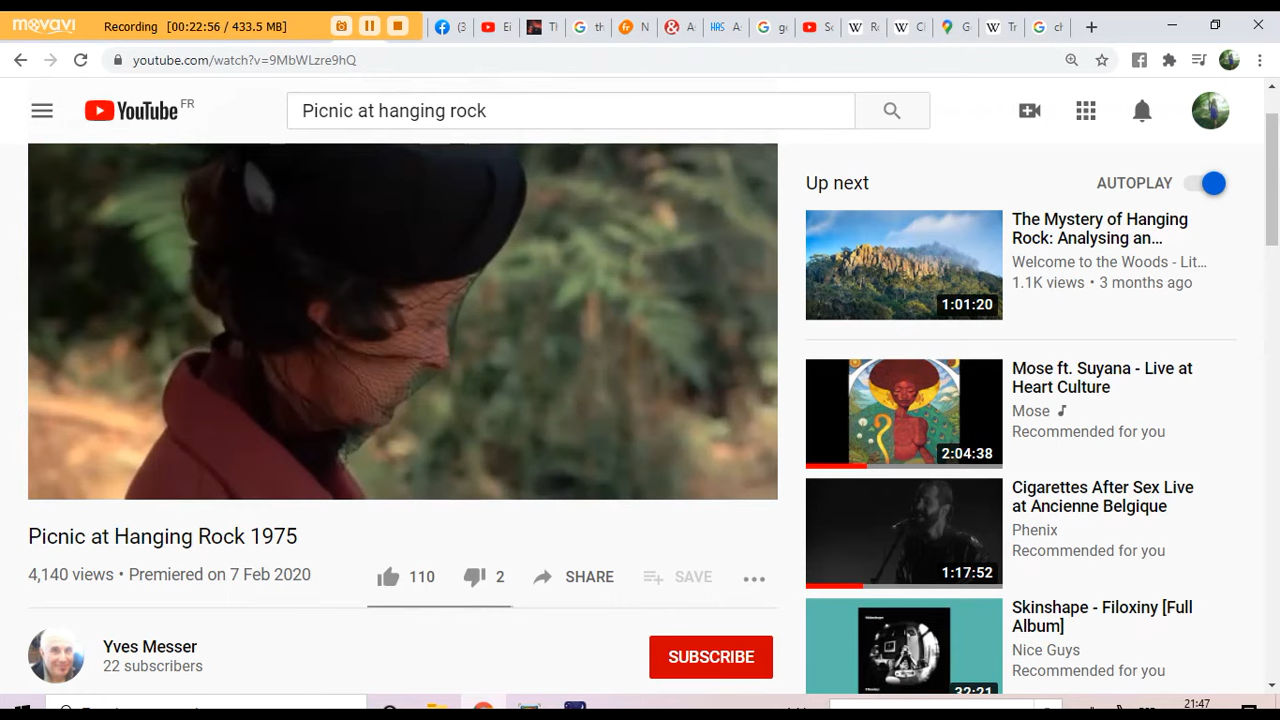 movavi Recording [00:22:56 / 433.5 MB]
youtube.com/watch?v=9MbWLzre9hQ
YouTube FR
Picnic at hanging rock
Up next
AUTOPLAY
The Mystery of Hanging
Rock: Analysing an...
Welcome to the Woods - Lit...
1.1K views • 3 months ago
1:01:20
Mose ft. Suyana - Live at
Heart Culture
Mose
Recommended for you
2:04:38
Cigarettes After Sex Live
at Ancienne Belgique
Phenix
Recommended for you
1:17:52
Skinshape - Filoxiny [Full
Album]
Nice Guys
Recommended for you
32:21
Picnic at Hanging Rock 1975
4,140 views • Premiered on 7 Feb 2020
110 2 SHARE SAVE
Yves Messer
22 subscribers
SUBSCRIBE
21:47